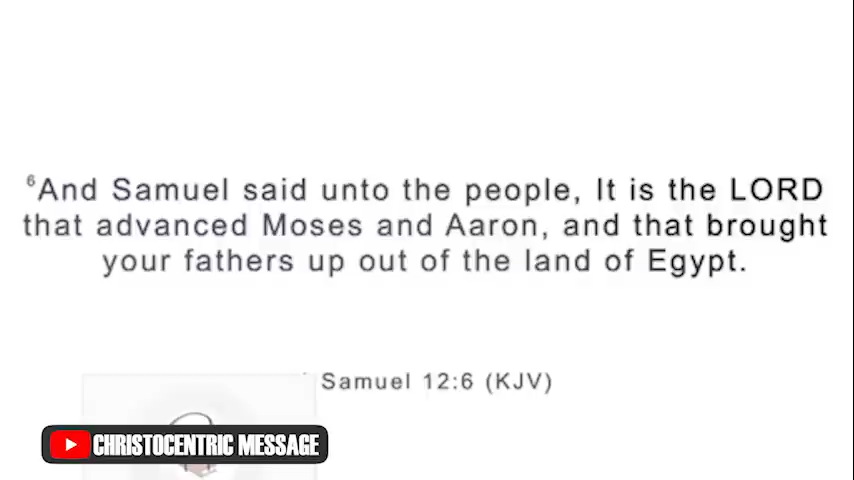 ⁶And Samuel said unto the people, It is the LORD
that advanced Moses and Aaron, and that brought
your fathers up out of the land of Egypt.
Samuel 12:6 (KJV)
CHRISTOCENTRIC MESSAGE